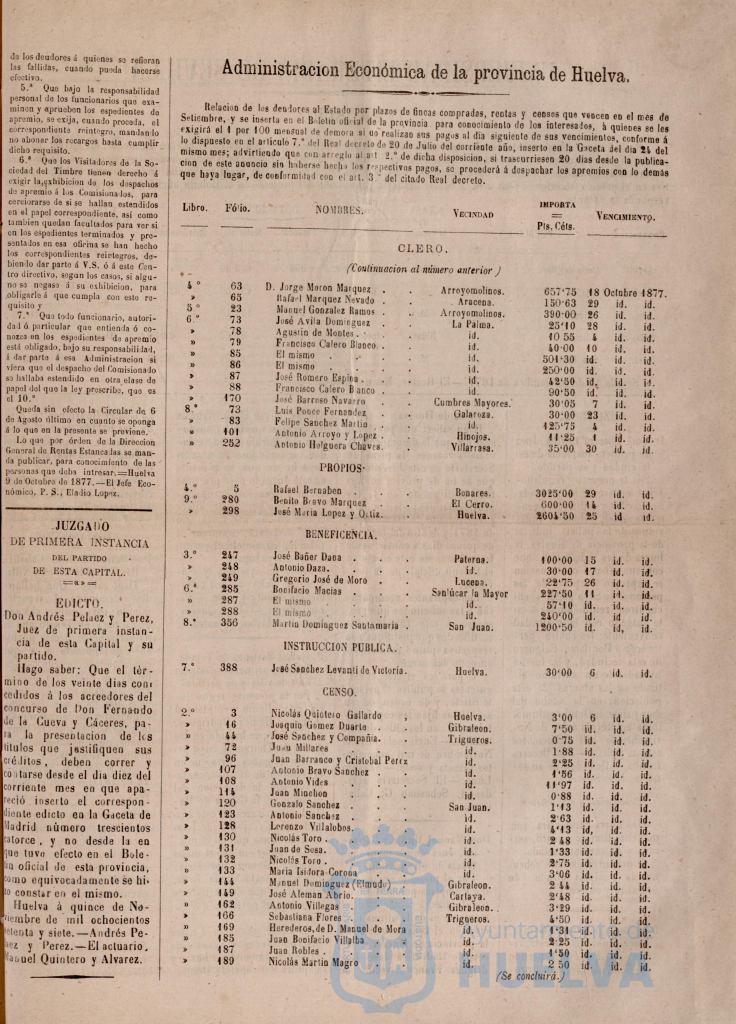 de los deudores á quienes se refieran
las fallidas, cuando pueda hacerse
efectivo.
5.ª Que bajo la responsabilidad
personal de los funcionarios que exa-
minen y aprueben los espedientes de
apremio, se exija, cuando proceda, el
correspondiente reintegro, mandando
no abonar los recargos hasta cumplir
dicho requisito.
6.ª Que los Visitadores de la So-
ciedad del Timbre tienen derecho á
exigir la exhibicion de los despachos
de apremio á los Comisionados, para
cerciorarse de si se hallan estendidos
en el papel correspondiente, asi como
tambien quedan facultados para ver si
en los espedientes terminados y pre-
sentados en esa oficina se han hecho
los correspondientes reintegros, de-
biendo dar parte á V.S. ó á este Cen-
tro directivo, segun los casos, si algu-
no se negase á su exhibicion, para
obligarle á que cumpla con este re-
quisito y
7.ª Que todo funcionario, autori-
dad ó particular que entienda ó co-
nozca en los espedientes de apremio
está obligado, bajo su responsabilidad,
á dar parte á esa Administracion si
viera que el despacho del Comisionado
se hallaba estendido en otra clase de
papel del que la ley prescribe, que es
el 10.º
Queda sin efecto la Circular de 6
de Agosto último en cuanto se oponga
á lo que en la presente se previene.
Lo que por órden de la Direccion
General de Rentas Estancadas se man-
da publicar, para conocimiento de las
personas que deba intresar.=Huelva
9 de Octubre de 1877.—El Jefe Eco-
nómico, P. S., Eladio Lopez.
JUZGADO
DE PRIMERA INSTANCIA
DEL PARTIDO
DE ESTA CAPITAL.
EDICTO.
Don Andrés Pelaez y Perez,
Juez de primera instan-
cia de esta Capital y su
partido.
Hago saber: Que el tér-
mino de los veinte dias con-
cedidos á los acreedores del
concurso de Don Fernando
de la Cueva y Cáceres, pa-
ra la presentacion de los
titulos que justifiquen sus
créditos, deben correr y
contarse desde el dia diez del
corriente mes en que apa-
reció inserto el correspon-
diente edicto en la Gaceta de
Madrid número trescientos
catorce, y no desde la en
que tuvo efecto en el Bole-
tin oficial de esta provincia,
como equivocadamente se hi-
zo constar en el mismo.
Huelva á quince de No-
viembre de mil ochocientos
setenta y siete.—Andrés Pe-
laez y Perez.—El actuario,
Manuel Quintero y Alvarez.
Administracion Económica de la provincia de Huelva.
Relacion de los deudores al Estado por plazos de fincas compradas, rentas y censos que vencen en el mes de
Setiembre, y se inserta en el Boletin oficial de la provincia para conocimiento de los interesados, á quienes se les
exigirá el 1 por 100 mensual de demora si no realizan sus pagos al dia siguiente de sus vencimientos, conforme á
lo dispuesto en el articulo 7.º del Real decreto de 20 de Julio del corriente año, inserto en la Gaceta del dia 24 del
mismo mes; advirtiendo que con arreglo al art 2.º de dicha disposicion, si trascurriesen 20 dias desde la publica-
cion de este anuncio sin haberse hecho los respectivos pagos, se procederá á despachar los apremios con lo demás
que haya lugar, de conformidad con el art. 3.º del citado Real decreto.
Libro. Fólio. NOMBRES. VECINDAD IMPORTA = Pts. Céts. VENCIMIENTO.
CLERO.
(Continuacion al número anterior)
4.º 63 D. Jorge Moron Marquez . . Arroyomolinos. 657'75 18 Octubre 1877.
» 65 Rafael Marquez Nevado . . Aracena. 150'63 29 id. id.
5º 23 Manuel Gonzalez Ramos . . Arroyomolinos. 390'00 26 id. id.
6.º 73 José Avila Dominguez . . La Palma. 25'10 28 id. id.
» 78 Agustin de Montes . . . id. 10 55 4 id. id.
» 79 Francisco Calero Blanco. . . id. 40'00 10 id. id.
» 85 El mismo . . . id. 501'30 id. id. id.
» 86 El mismo . . . id. 250'00 id. id. id.
» 87 José Romero Espina . . . id. 42'50 id. id. id.
» 88 Francisco Calero Blanco . . id. 90'50 id. id. id.
» 170 José Barroso Navarro . . Cumbres Mayores. 30'05 7 id. id.
8.º 73 Luis Ponce Fernandez . . Galaroza. 30'00 23 id. id.
» 83 Felipe Sanchez Martin . . id. 125'75 4 id. id.
» 101 Antonio Arroyo y Lopez . . Hinojos. 11'25 1 id. id.
» 252 Antonio Holguera Chaves. . Villarrasa. 35'00 30 id. id.
PROPIOS·
4.º 5 Rafael Bernaben . . . Bonares. 3025'00 29 id. id.
9.º 280 Benito Bravo Marquez . . El Cerro. 600'00 14 id. id.
» 298 José Maria Lopez y Ortiz. . Huelva. 2604'50 25 id id.
BENEFICENCIA.
3.º 247 José Bañer Dana . . . Paterna. 100'00 15 id. id.
» 248 Antonio Daza. . . . id. 30'00 17 id. id.
» 249 Gregorio José de Moro . . Lucena. 22'75 26 id. id.
6.º 285 Bonifacio Macias . . . Sanlúcar la Mayor 227'50 11 id. id.
» 287 El mismo . . . id. 57'10 id. id. id.
» 288 El mismo . . . id 240'00 id id. id.
8.º 356 Martin Dominguez Santamaria . San Juan. 1200'50 id. id, id.
INSTRUCCION PUBLICA.
7.º 388 José Sanchez Levanti de Victoria. Huelva. 30'00 6 id. id.
CENSO.
2.º 3 Nicolás Quintero Gallardo ; Huelva. 3'00 6 id. id.
» 16 Joaquin Gomez Duarte . . Gibraleon. 7'50 id. id. id.
» 44 José Sanchez y Compañia. . Trigueros. 0'75 id. id. id.
» 72 Juan Millares . . . id. 1'88 id. id. id.
» 96 Juan Barranco y Cristobal Perez id. 2'25 id. id. id.
» 107 Antonio Bravo Sanchez . . id. 1'56 id. id. id.
» 108 Antonio Vides . . . id. 11'97 id. id. id.
» 114 Juan Minchon . . . id. 0'88 id. id. id.
» 120 Gonzalo Sanchez . . San Juan. 1'13 id. id. id.
» 123 Antonio Sanchez . . . id. 2'63 id. id. id.
» 128 Lorenzo Villalobos. . . id. 4'13 id, id. id.
» 130 Nicolás Toro . . . id. 2 48 id. id. id.
» 131 Juan de Sosa. . . . id. 1'33 id. id. id.
» 132 Nicolás Toro . . . id. 2'75 id. id. id.
» 133 Maria Isidora Corona . . id. 3'06 id. id. id.
» 144 Manuel Dominguez (Elmudo) . Gibraleon. 2 44 id. id. id.
» 149 José Aleman Abrio. . . Cartaya. 2'48 id. id. id.
» 162 Antonio Villegas . . . Gibraleon. 3'29 id. id. id.
» 166 Sebastiana Flores . . . Trigueros. 4'50 id. id. id.
» 169 Herederos, de D. Manuel de Mora id. 1'31 id. id. id.
» 185 Juan Bonifacio Villalba . . id. 2'25 id. id. id.
» 187 Juan Robles . . . id. 1'50 id. id. id.
» 189 Nicolás Martin Magro . . id. 2 50 id. id. id.
(Se concluirá.)
Ayuntamiento de
HUELVA